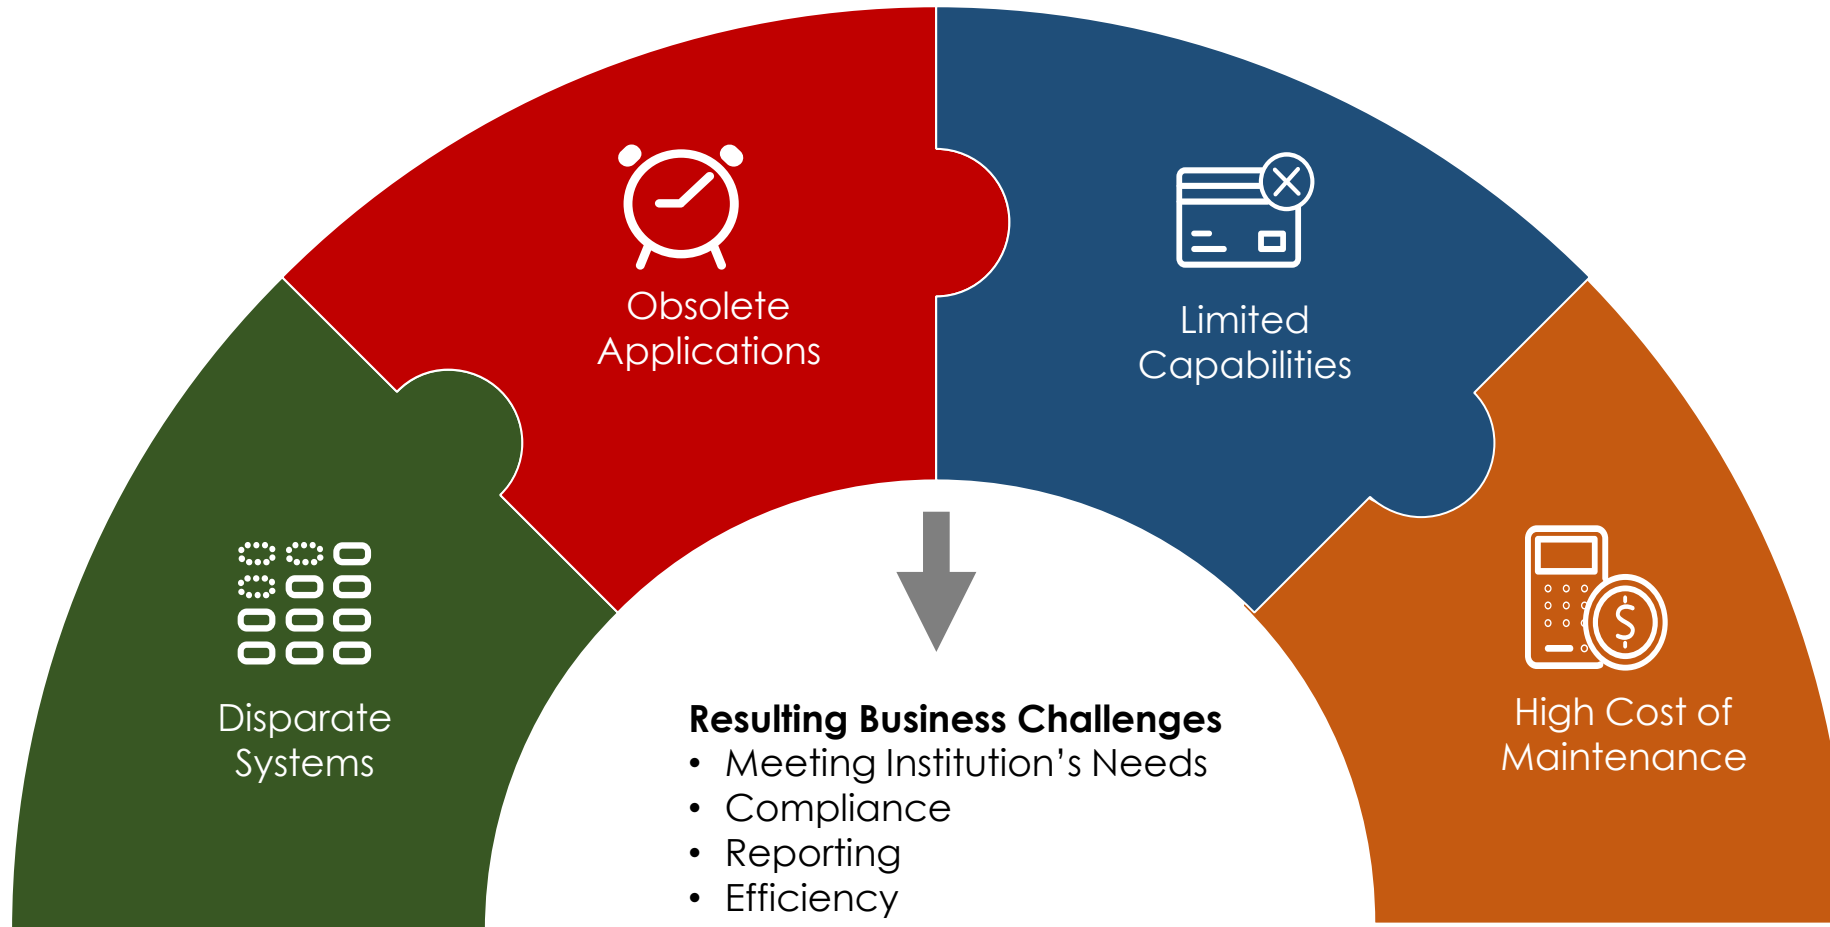 Obsolete
Applications
Limited
Capabilities
Disparate
Systems
High Cost of
Maintenance
$
Resulting Business Challenges
• Meeting Institution’s Needs
• Compliance
• Reporting
• Efficiency